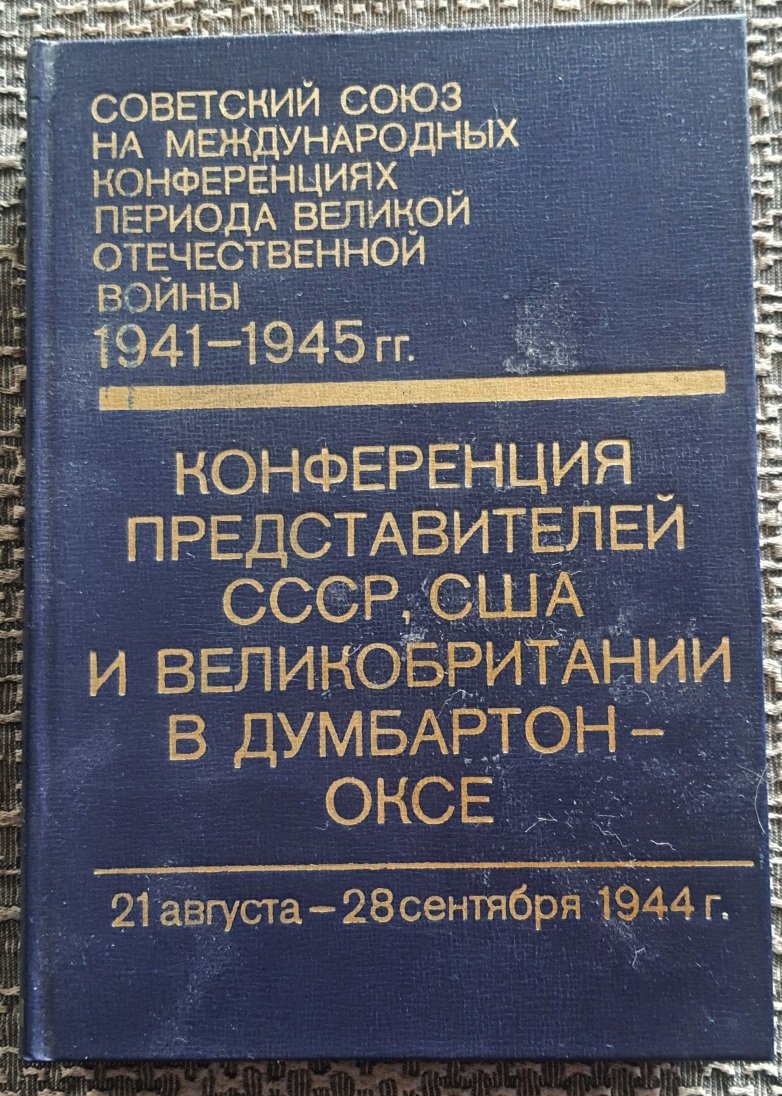 СОВЕТСКИЙ СОЮЗ
НА МЕЖДУНАРОДНЫХ
КОНФЕРЕНЦИЯХ
ПЕРИОДА ВЕЛИКОЙ
ОТЕЧЕСТВЕННОЙ
ВОЙНЫ
1941–1945 гг.
КОНФЕРЕНЦИЯ
ПРЕДСТАВИТЕЛЕЙ
СССР, США
И ВЕЛИКОБРИТАНИИ
В ДУМБАРТОН-
ОКСЕ
21 августа – 28 сентября 1944 г.